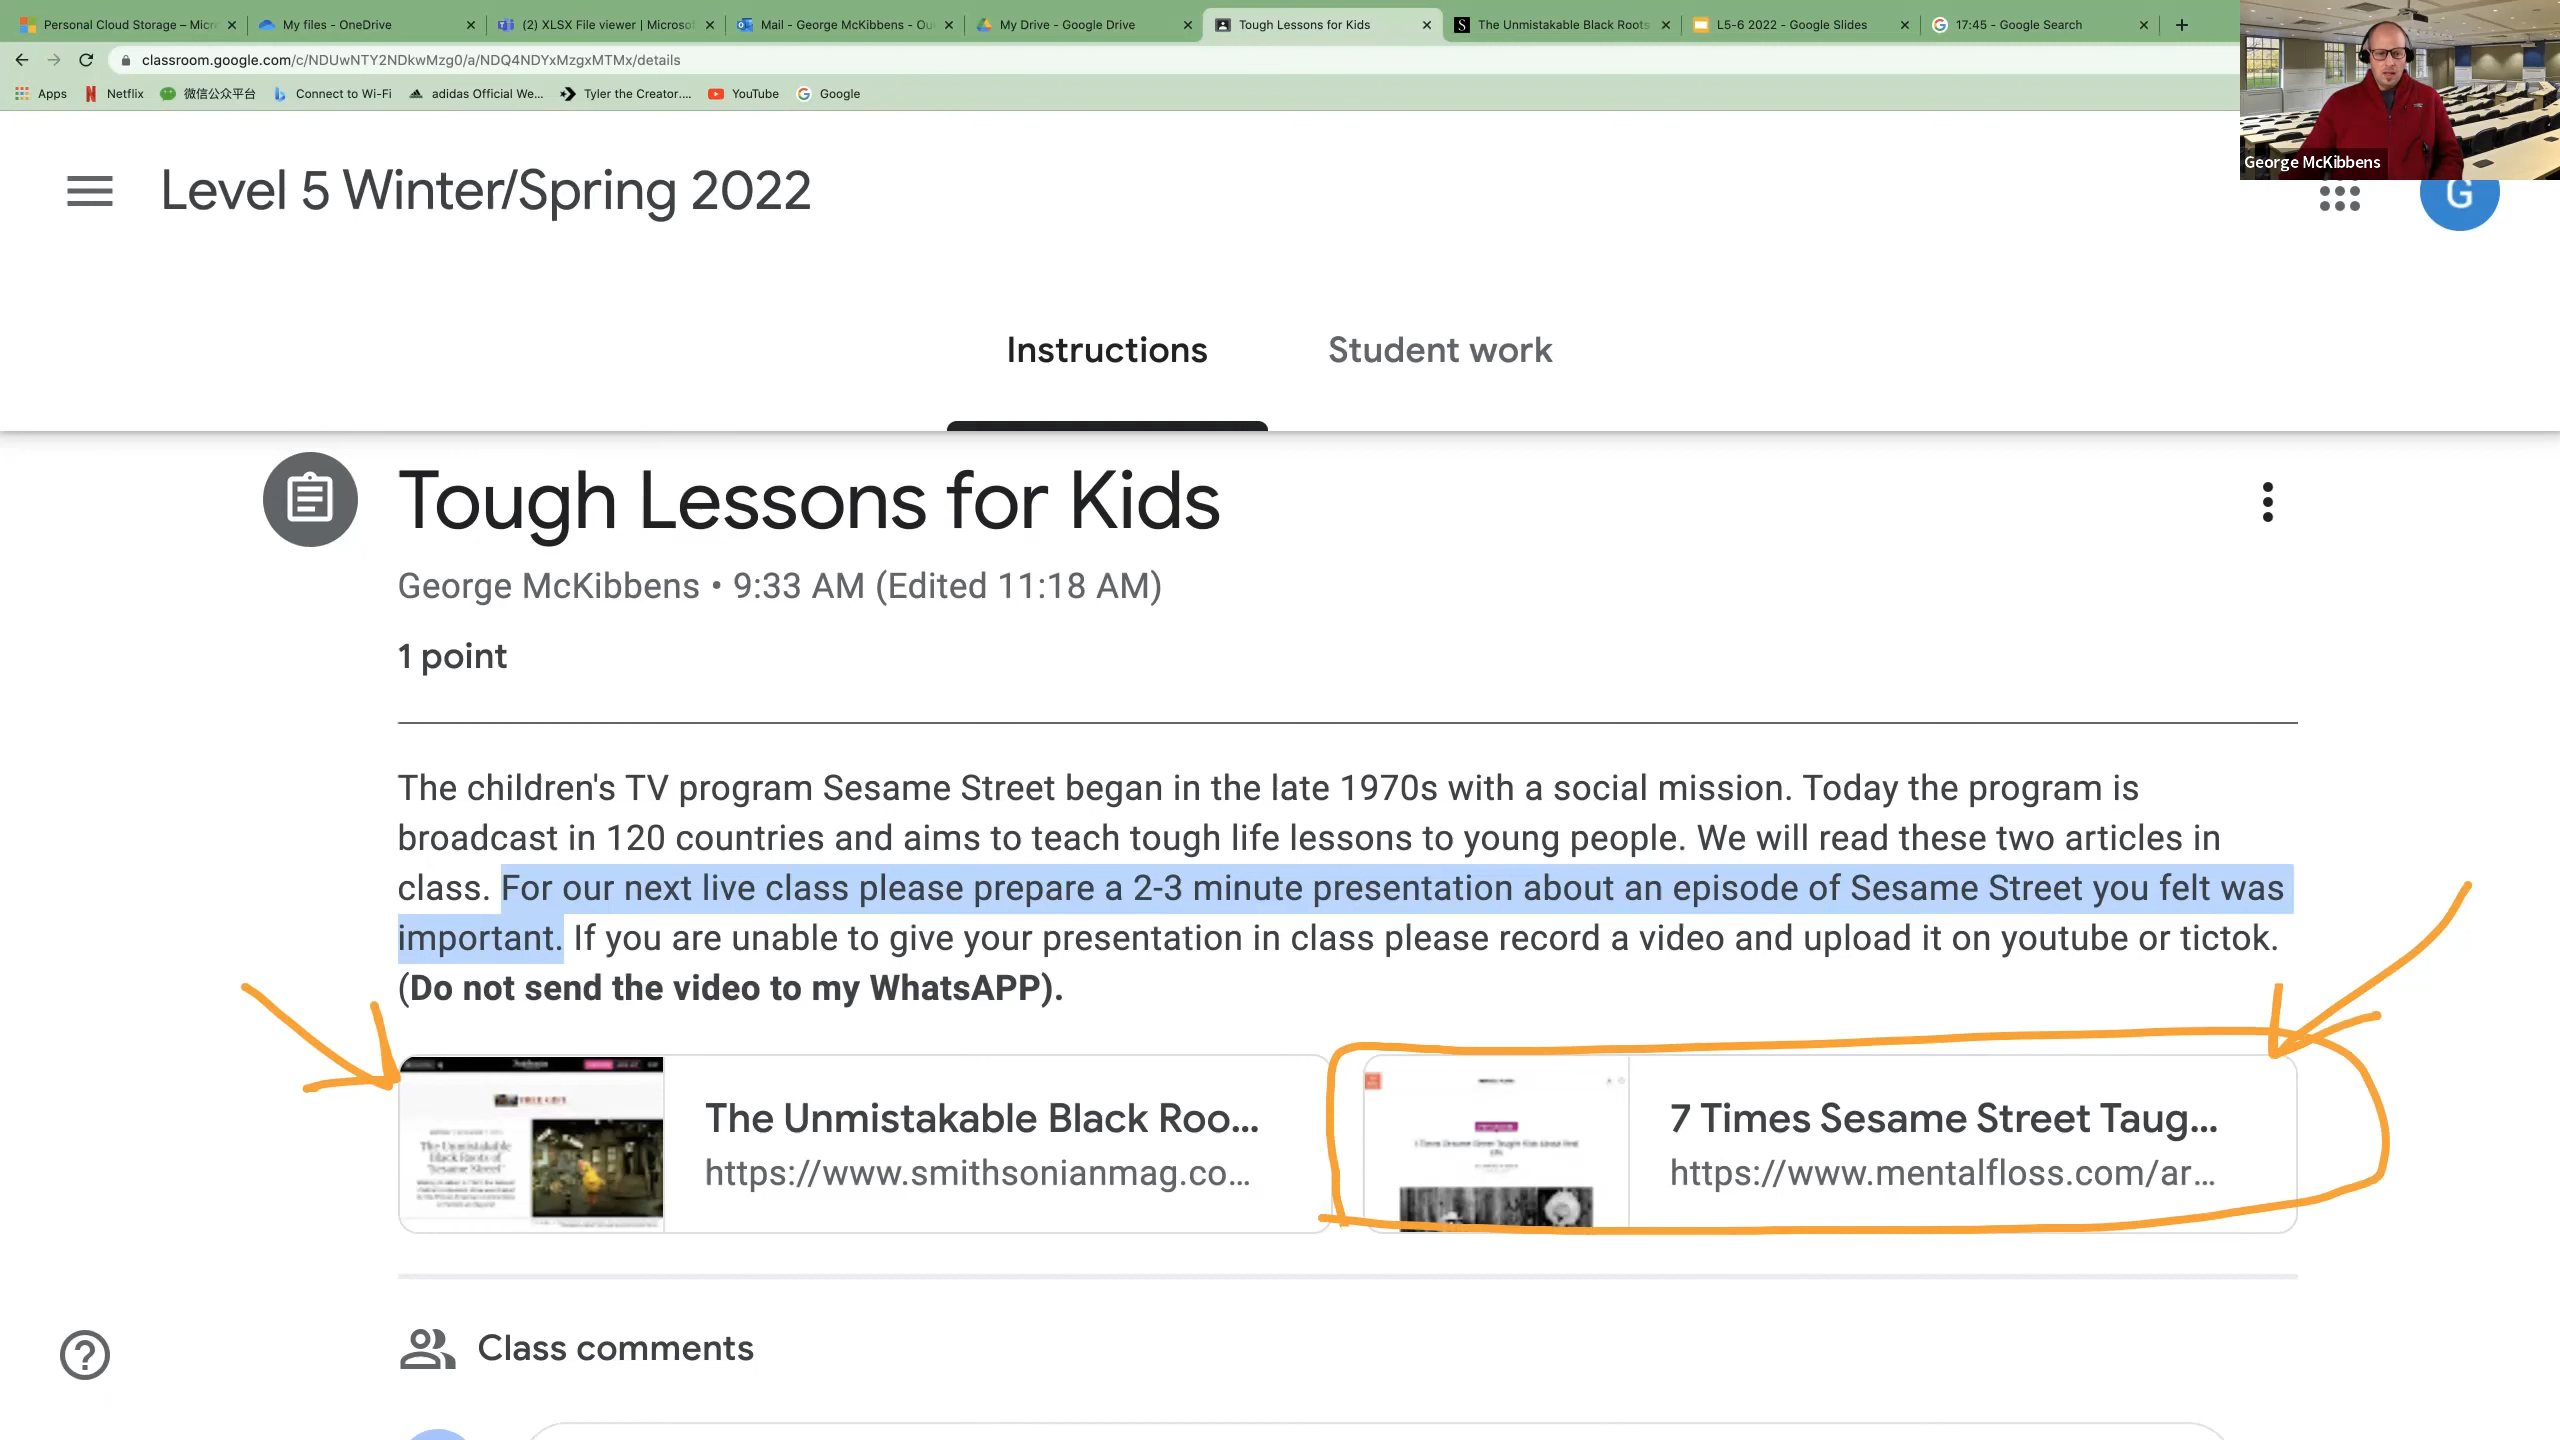 Personal Cloud Storage – Micr
My files - OneDrive
(2) XLSX File viewer | Microsof
Mail - George McKibbens - Ou
My Drive - Google Drive
Tough Lessons for Kids
The Unmistakable Black Roots
L5-6 2022 - Google Slides
17:45 - Google Search
classroom.google.com/c/NDUwNTY2NDkwMzg0/a/NDQ4NDYxMzgxMTMx/details
Apps
Netflix
微信公众平台
Connect to Wi-Fi
adidas Official We...
Tyler the Creator....
YouTube
Google
George McKibbens
Level 5 Winter/Spring 2022
G
Instructions
Student work
Tough Lessons for Kids
George McKibbens • 9:33 AM (Edited 11:18 AM)
1 point
The children's TV program Sesame Street began in the late 1970s with a social mission. Today the program is
broadcast in 120 countries and aims to teach tough life lessons to young people. We will read these two articles in
class. For our next live class please prepare a 2-3 minute presentation about an episode of Sesame Street you felt was
important. If you are unable to give your presentation in class please record a video and upload it on youtube or tictok.
(Do not send the video to my WhatsAPP).
The Unmistakable
Black Roots of
'Sesame Street'
The Unmistakable Black Roo...
https://www.smithsonianmag.co...
7 Times Sesame Street Taug...
https://www.mentalfloss.com/ar...
Class comments